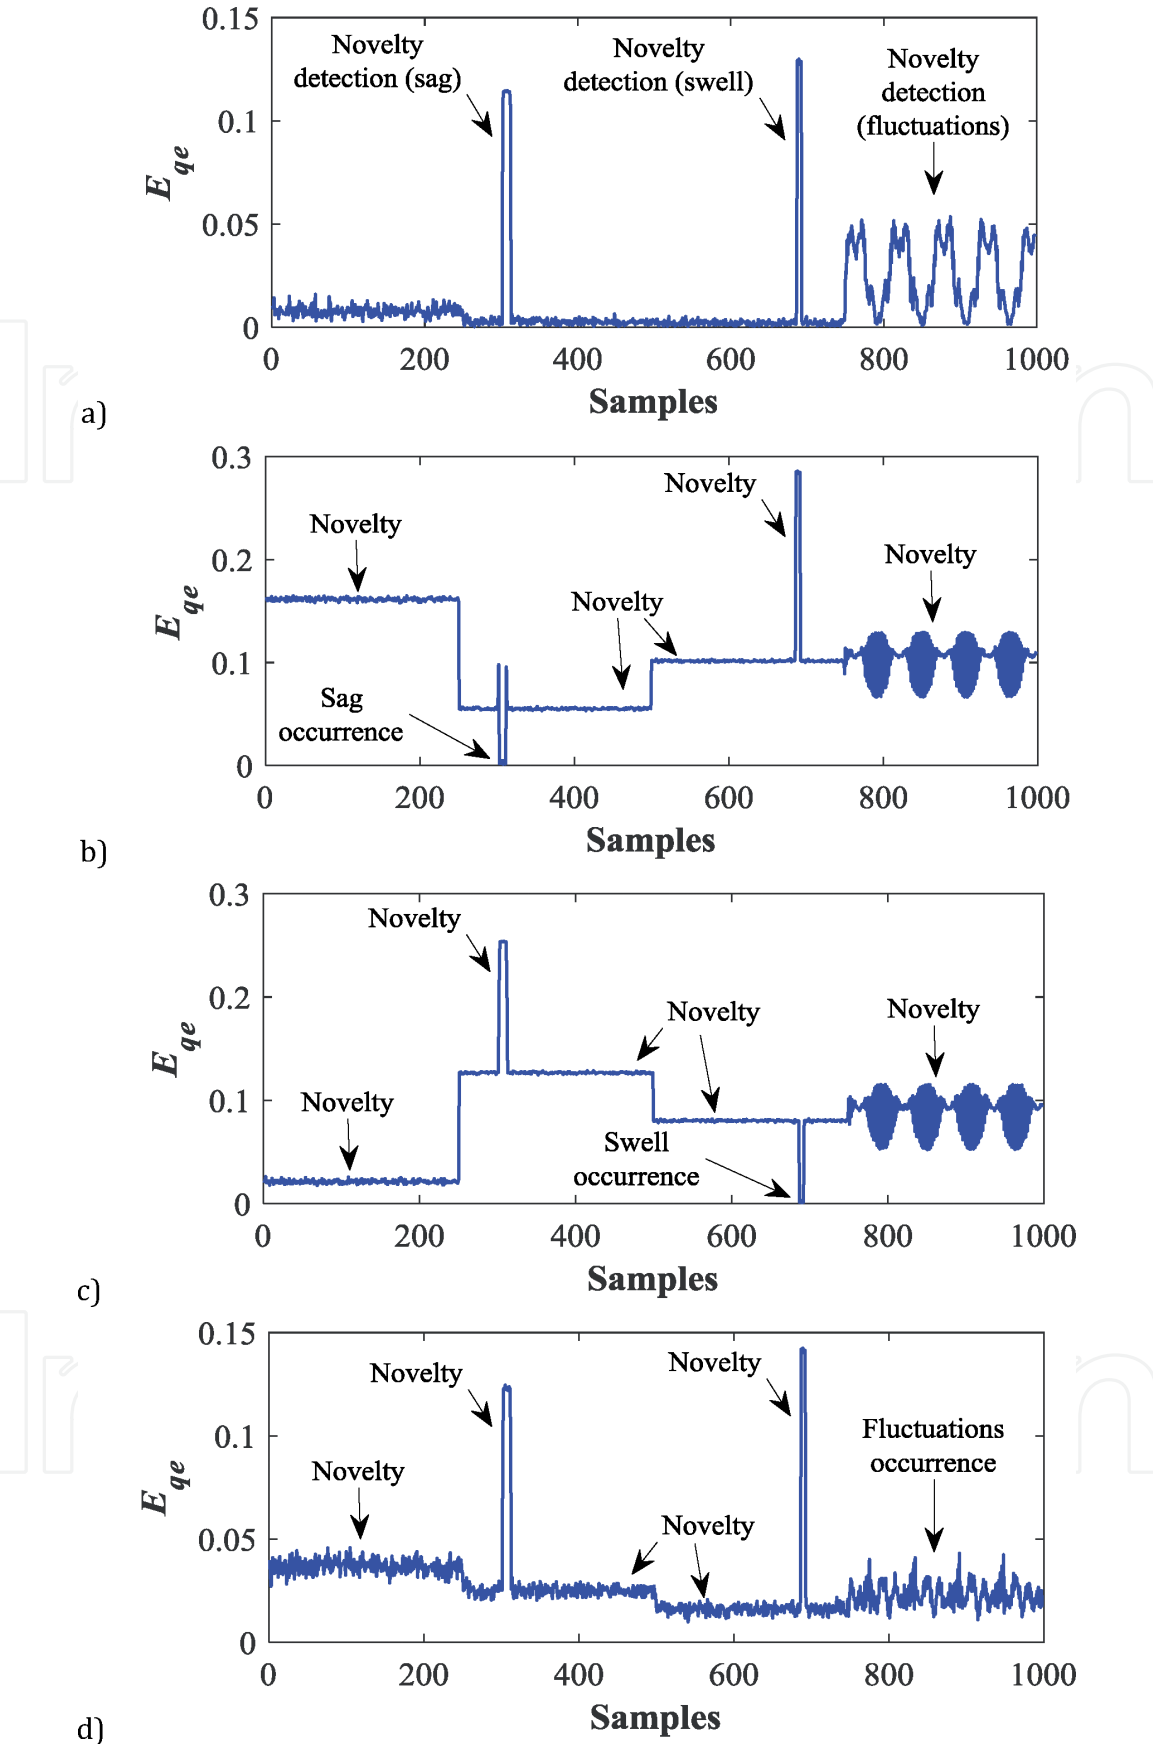 0.15
Novelty
detection (sag)
Novelty
detection (swell)
Novelty
detection
(fluctuations)
0.1
0.05
0
E qe
0 200 400 600 800 1000
Samples
a)
0.3
Novelty
Novelty
Novelty
0.2
Novelty
0.1
Sag
occurrence
0
E qe
0 200 400 600 800 1000
Samples
b)
0.3
Novelty
0.2
Novelty
Novelty
Novelty
0.1
Swell
occurrence
0
E qe
0 200 400 600 800 1000
Samples
c)
0.15
Novelty
Novelty
0.1
Fluctuations
occurrence
Novelty
Novelty
0.05
0
E qe
0 200 400 600 800 1000
Samples
d)